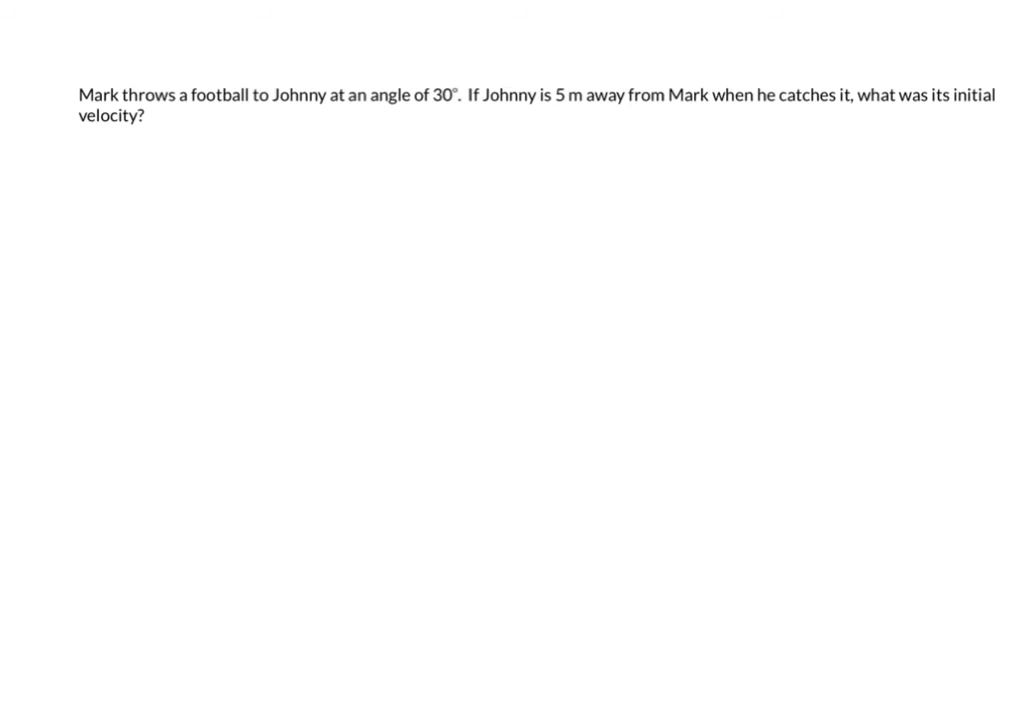 Mark throws a football to Johnny at an angle of 30°. If Johnny is 5 m away from Mark when he catches it, what was its initial
velocity?